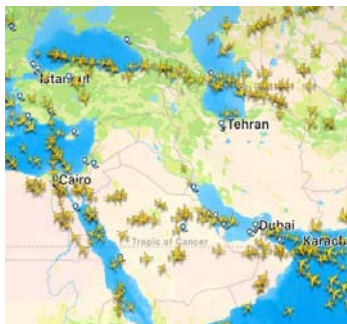 Istanbul
Tehran
Cairo
Dubai
Karachi
Tropic of Cancer